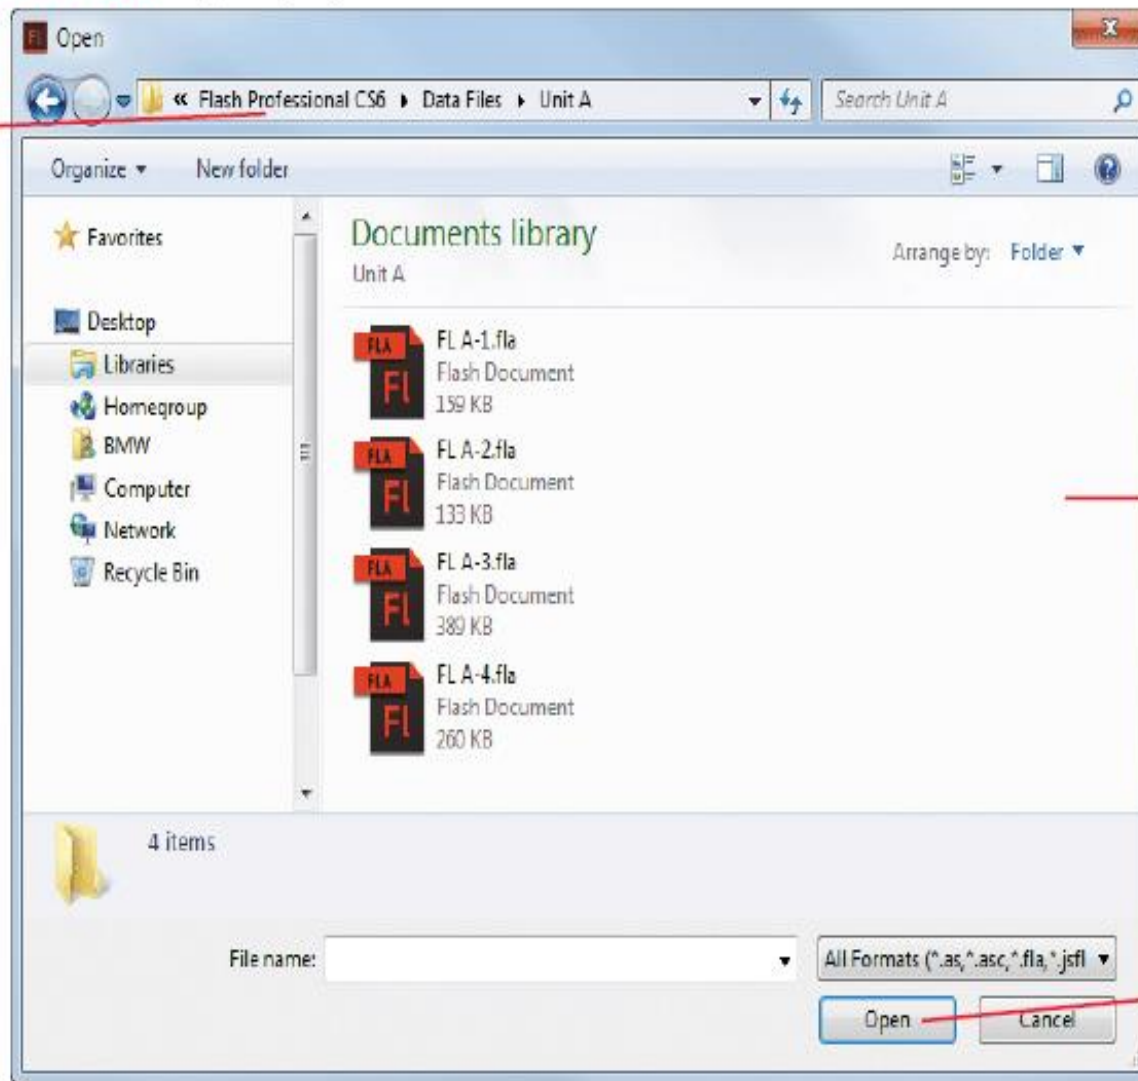 Open
« Flash Professional CS6 ▸ Data Files ▸ Unit A
Search Unit A
Organize ▾ New folder
Favorites
Desktop
Libraries
Homegroup
BMW
Computer
Network
Recycle Bin
Documents library
Unit A
Arrange by: Folder ▾
FLA
Fl
FL A-1.fla
Flash Document
159 KB
FLA
Fl
FL A-2.fla
Flash Document
133 KB
FLA
Fl
FL A-3.fla
Flash Document
389 KB
FLA
Fl
FL A-4.fla
Flash Document
260 KB
4 items
File name:
All Formats (*.as,*.asc,*.fla,*.jsfl
Open Cancel